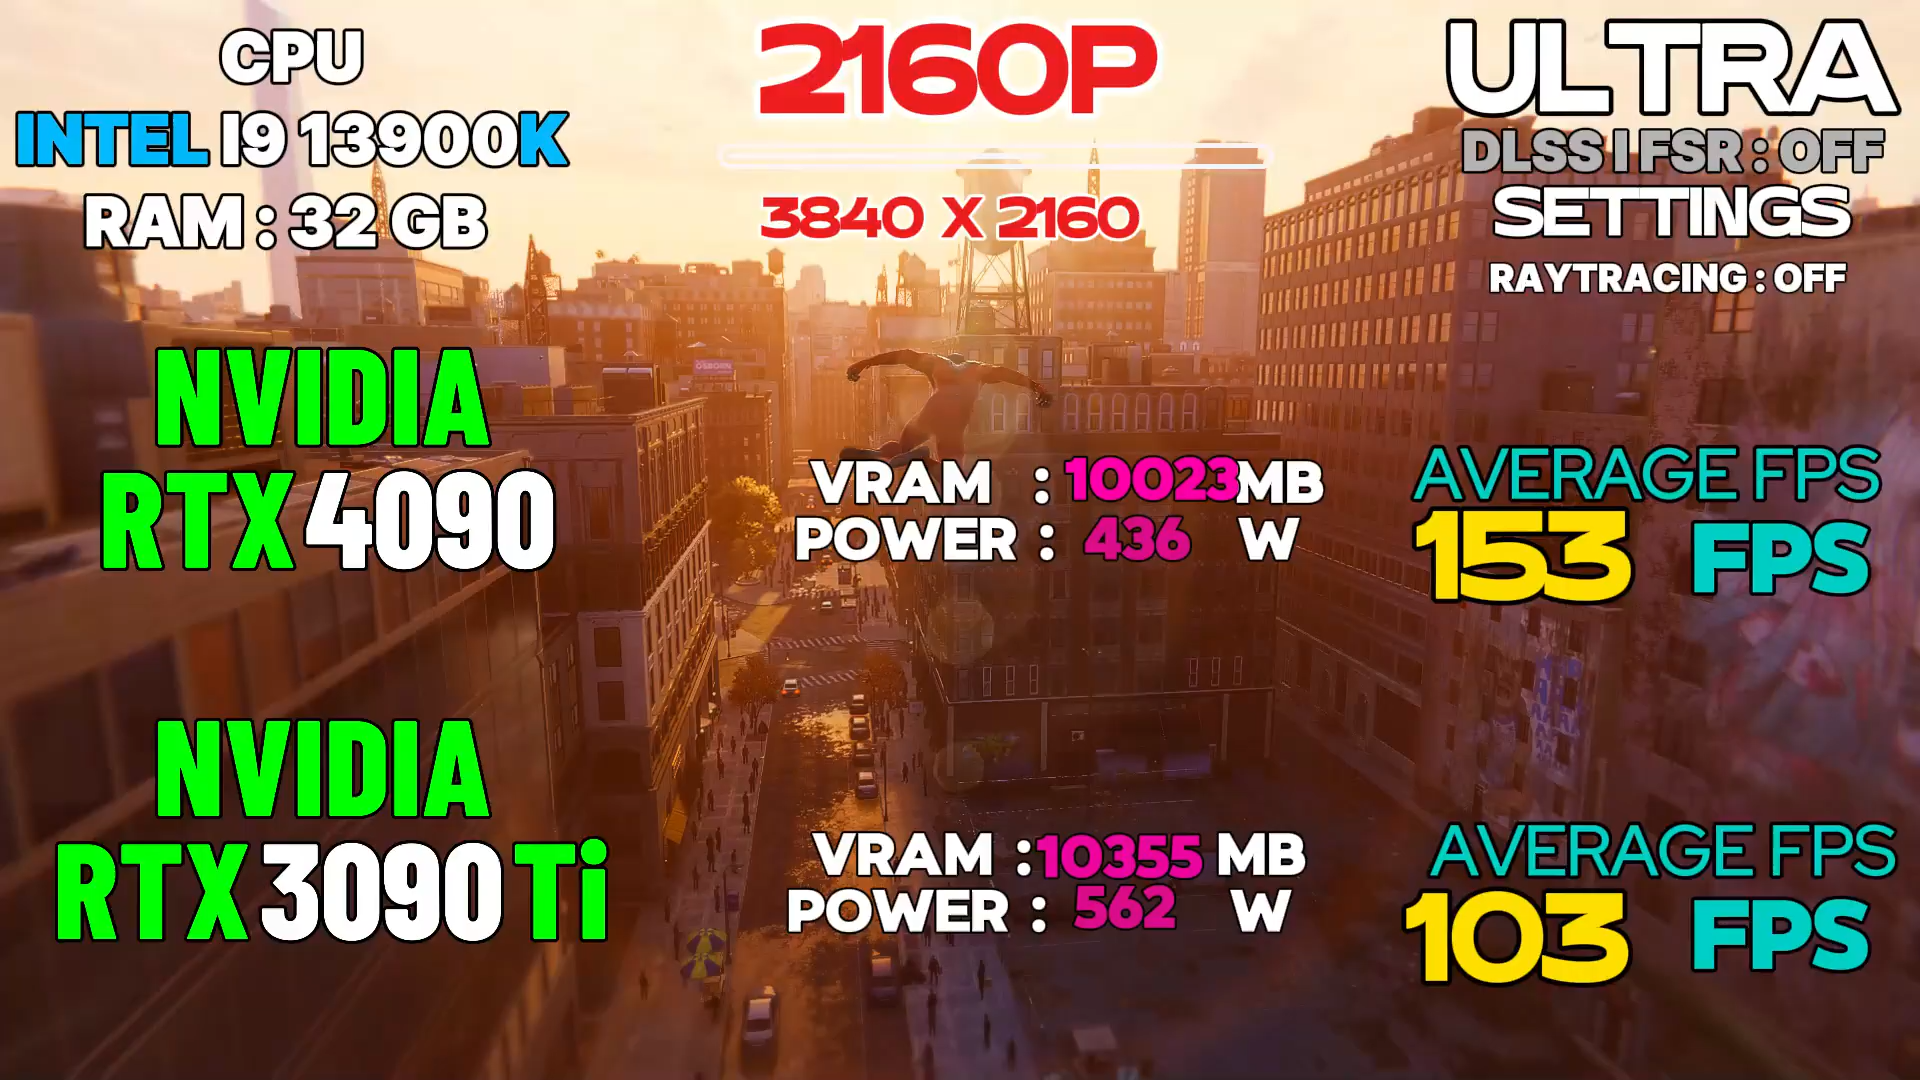 CPU
INTEL I9 13900K
RAM : 32 GB
2160P
3840 X 2160
ULTRA
DLSS I FSR : OFF
SETTINGS
RAYTRACING : OFF
OSBORN
NVIDIA
RTX 4090
VRAM : 10023MB
POWER : 436 W
AVERAGE FPS
153 FPS
NVIDIA
RTX 3090 Ti
VRAM : 10355 MB
POWER : 562 W
AVERAGE FPS
103 FPS